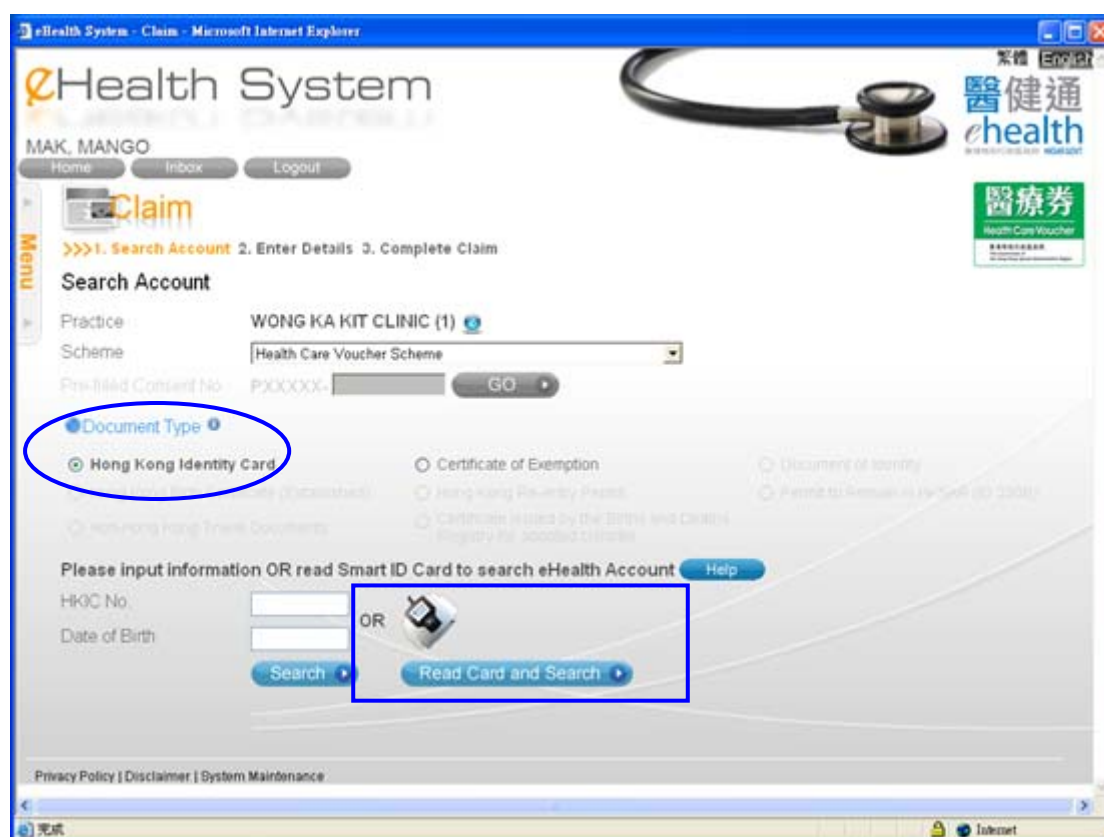 eHealth System - Claim - Microsoft Internet Explorer
繁體 English
eHealth System
醫健通
ehealth
MAK, MANGO
Home Inbox Logout
Claim
醫療券
Health Care Voucher
Menu
>>>1. Search Account 2. Enter Details 3. Complete Claim
Search Account
Practice WONG KA KIT CLINIC (1)
Scheme Health Care Voucher Scheme
Pre-filled Consent No. PXXXXX- GO
Document Type
Hong Kong Identity Card Certificate of Exemption Document of Identity
Hong Kong Re-entry Permit Permit to Remain in HKSAR (ID 235B)
Non-Hong Kong Travel Documents Certificate issued by the Births and Deaths
Registry for adopted children
Please input information OR read Smart ID Card to search eHealth Account Help
HKIC No.
OR
Date of Birth
Search Read Card and Search
Privacy Policy | Disclaimer | System Maintenance
完成 Internet